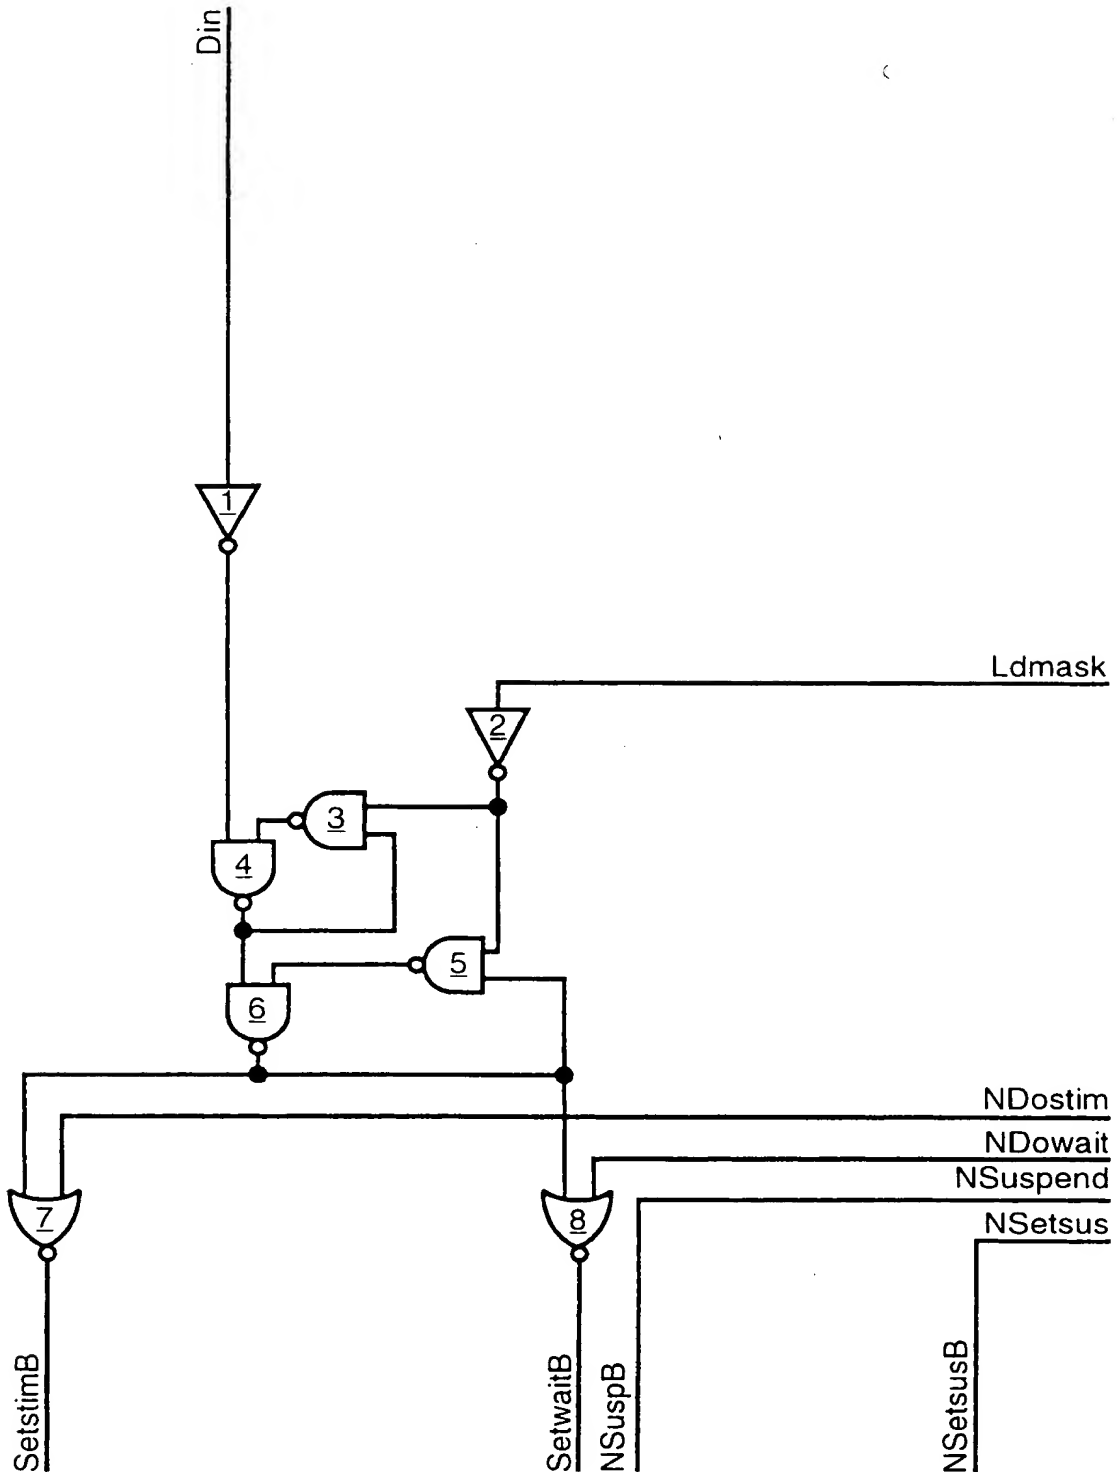 Din
1
Ldmask
2
3
4
5
6
NDostim
NDowait
NSuspend
7
8
NSetsus
SetstimB
SetwaitB
NSuspB
NSetsusB